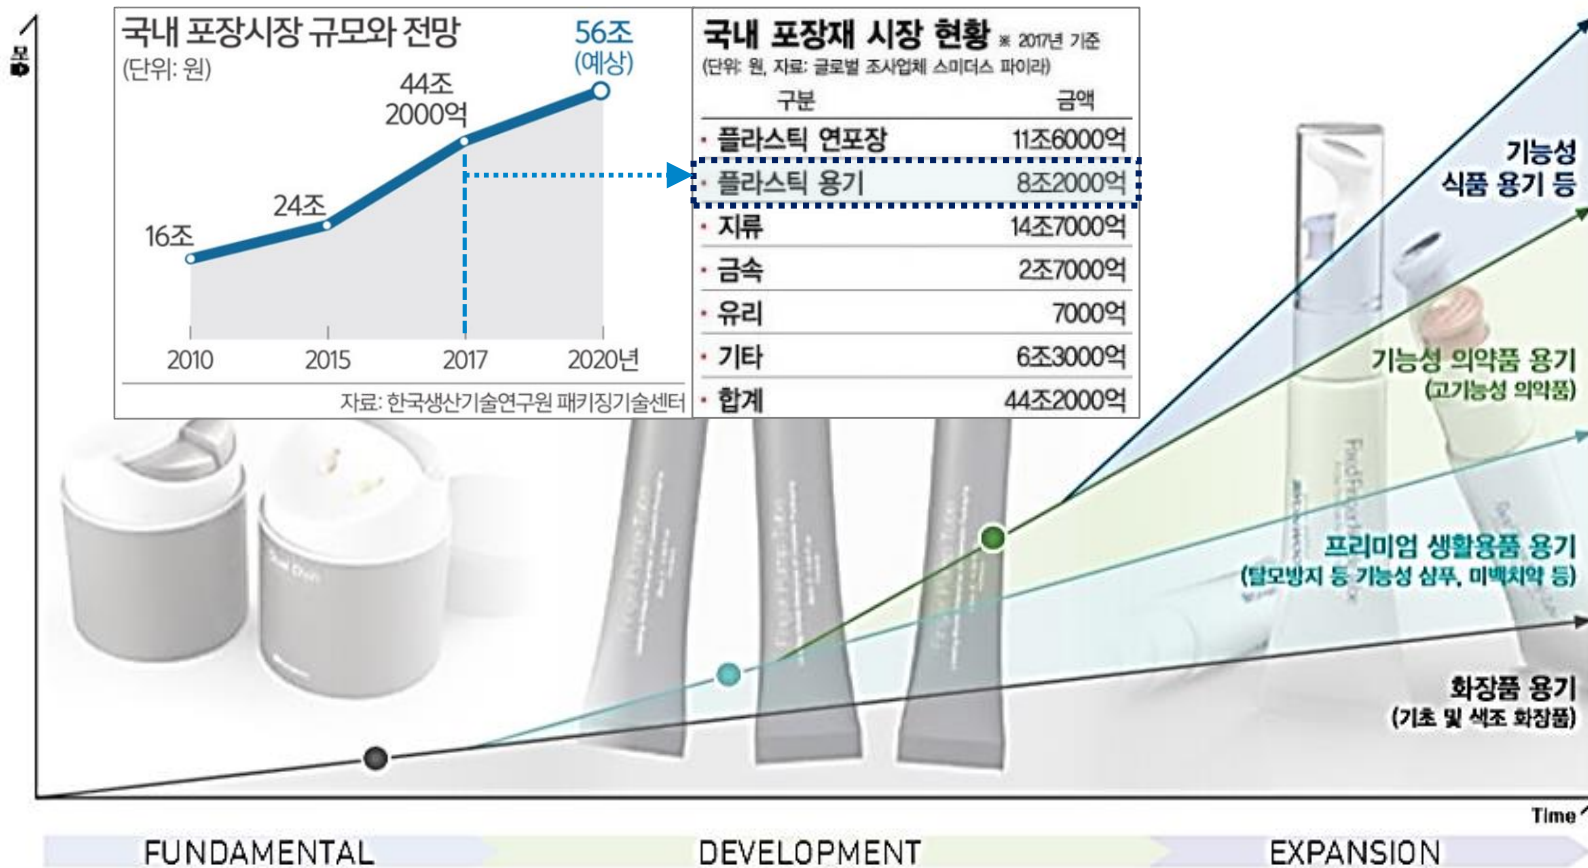 규모
국내 포장시장 규모와 전망
(단위: 원)
56조
(예상)
44조
2000억
24조
16조
2010 2015 2017 2020년
자료: 한국생산기술연구원 패키징기술센터
국내 포장재 시장 현황 ※ 2017년 기준
(단위: 원, 자료: 글로벌 조사업체 스미더스 파이라)
구분 금액
· 플라스틱 연포장 11조6000억
· 플라스틱 용기 8조2000억
· 지류 14조7000억
· 금속 2조7000억
· 유리 7000억
· 기타 6조3000억
· 합계 44조2000억
기능성
식품 용기 등
기능성 의약품 용기
(고기능성 의약품)
프리미엄 생활용품 용기
(탈모방지 등 기능성 샴푸, 미백치약 등)
화장품 용기
(기초 및 색조 화장품)
Time
FUNDAMENTAL DEVELOPMENT EXPANSION